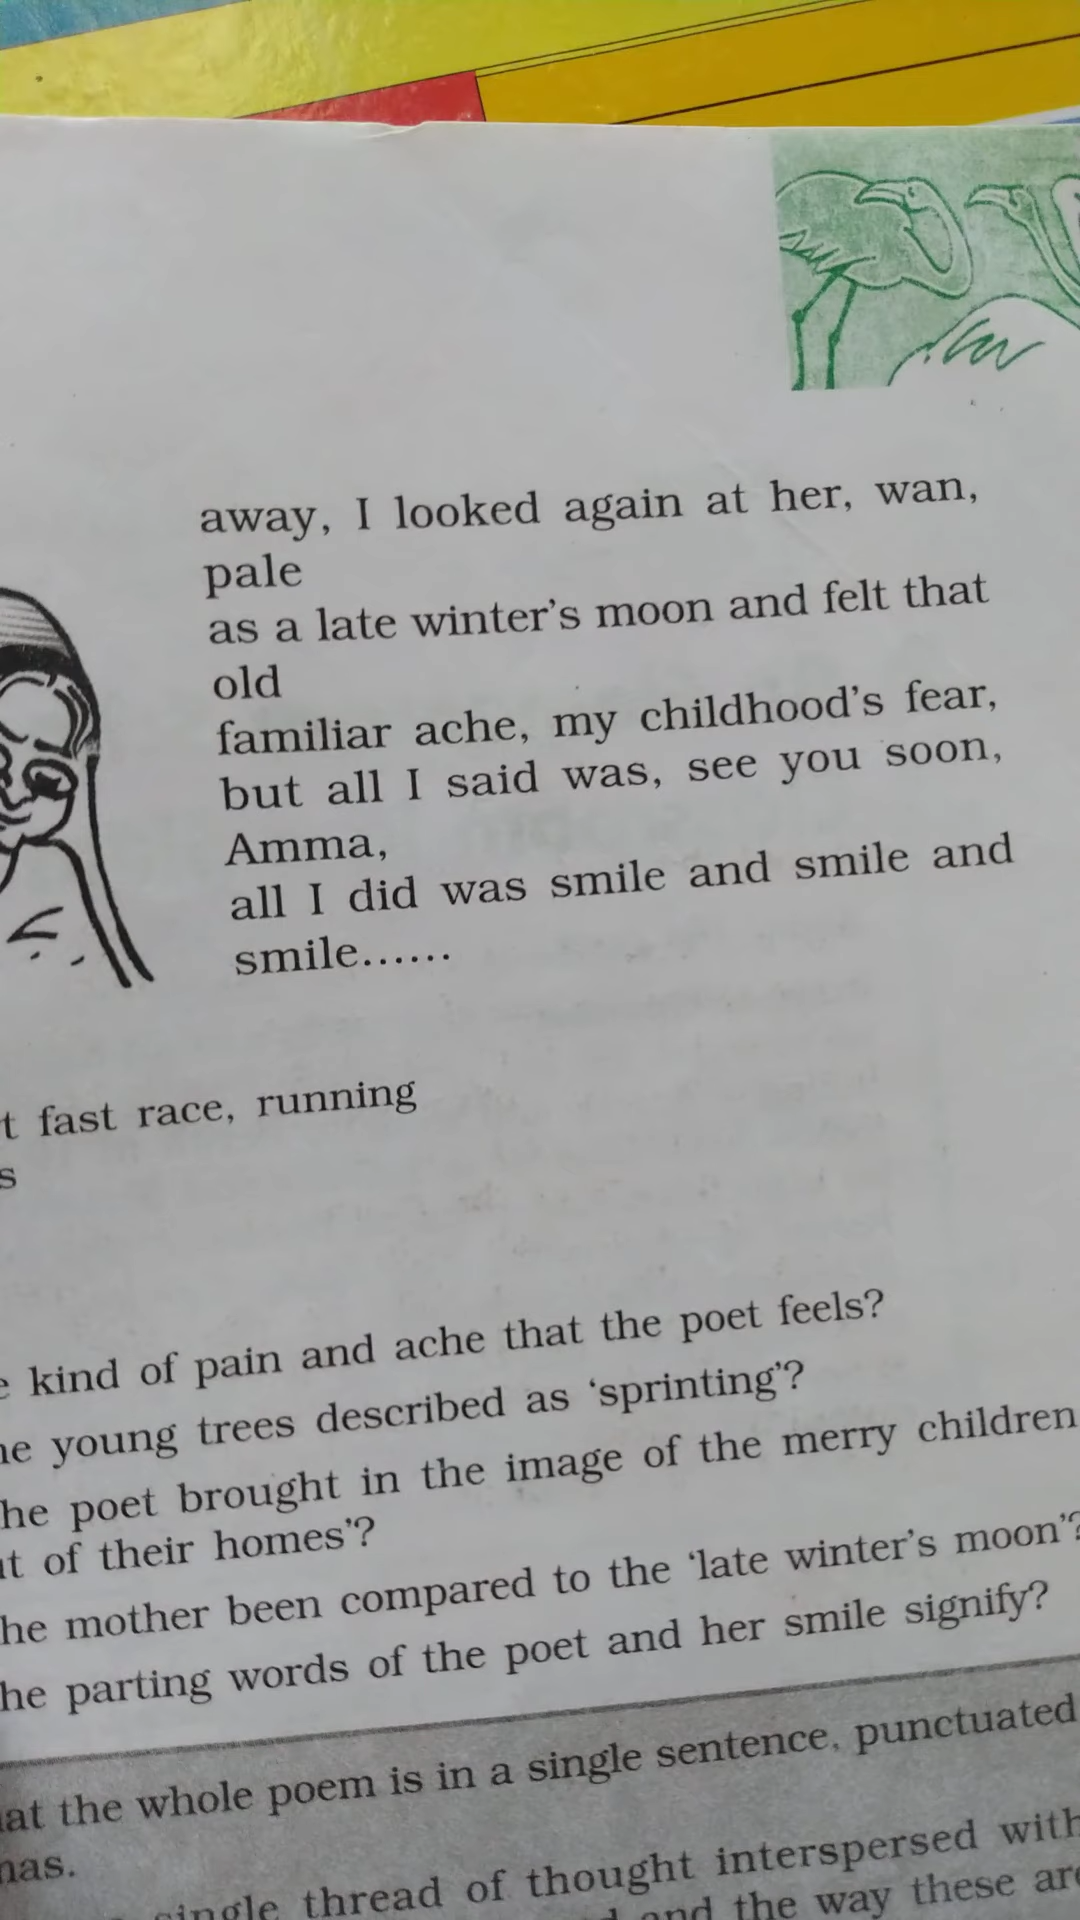 away, I looked again at her, wan,
pale
as a late winter's moon and felt that
old
familiar ache, my childhood's fear,
but all I said was, see you soon,
Amma,
all I did was smile and smile and
smile......
fast race, running
kind of pain and ache that the poet feels?
young trees described as 'sprinting'?
poet brought in the image of the merry children
of their homes'?
mother been compared to the 'late winter's moon'?
parting words of the poet and her smile signify?
the whole poem is in a single sentence, punctuated
single thread of thought interspersed with
and the way these are